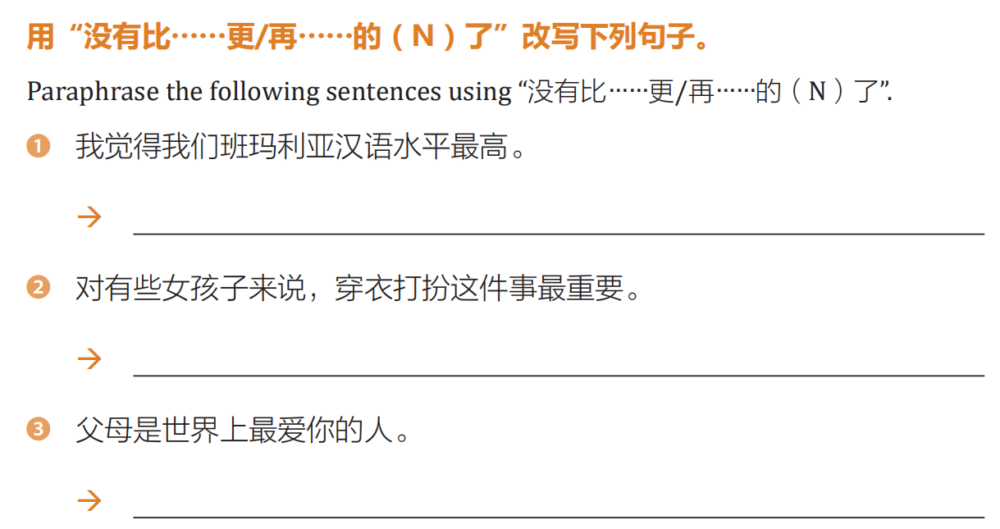 用“没有比……更/再……的（N）了”改写下列句子。
Paraphrase the following sentences using “没有比……更/再……的（N）了”.
1 我觉得我们班玛利亚汉语水平最高。
→
2 对有些女孩子来说，穿衣打扮这件事最重要。
→
3 父母是世界上最爱你的人。
→